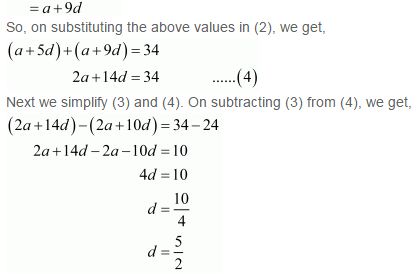 = a + 9d
So, on substituting the above values in (2), we get,
(a + 5d) + (a + 9d) = 34
2a + 14d = 34 ......(4)
Next we simplify (3) and (4). On subtracting (3) from (4), we get,
(2a + 14d) − (2a + 10d) = 34 − 24
2a + 14d − 2a − 10d = 10
4d = 10
d = 10/4
d = 5/2